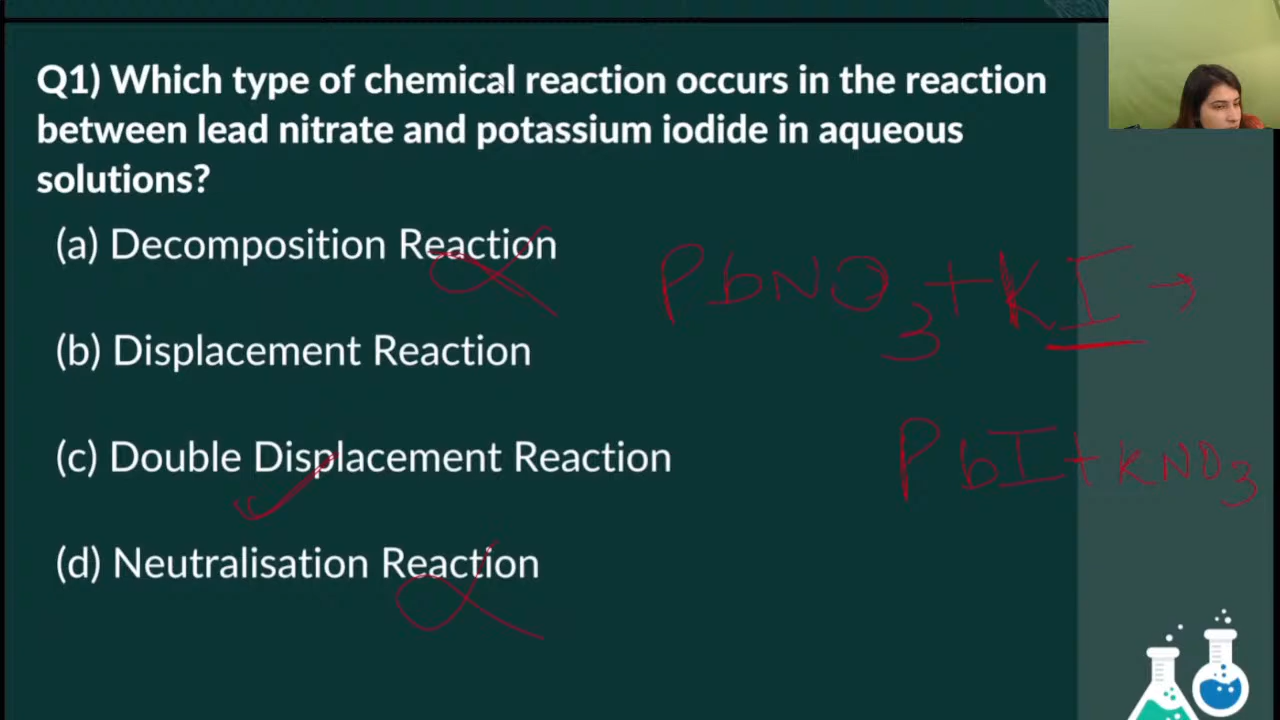 Q1) Which type of chemical reaction occurs in the reaction
between lead nitrate and potassium iodide in aqueous
solutions?
(a) Decomposition Reaction
PbNO3+KI→
(b) Displacement Reaction
(c) Double Displacement Reaction
PbI+KNO3
(d) Neutralisation Reaction